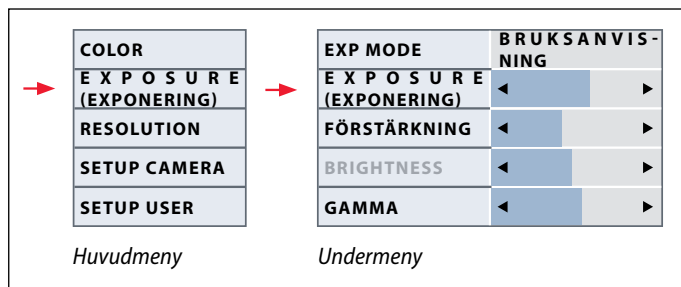 COLOR
EXPOSURE
(EXPONERING)
RESOLUTION
SETUP CAMERA
SETUP USER
Huvudmeny
EXP MODE
BRUKSANVIS-
NING
EXPOSURE
(EXPONERING)
FÖRSTÄRKNING
BRIGHTNESS
GAMMA
Undermeny